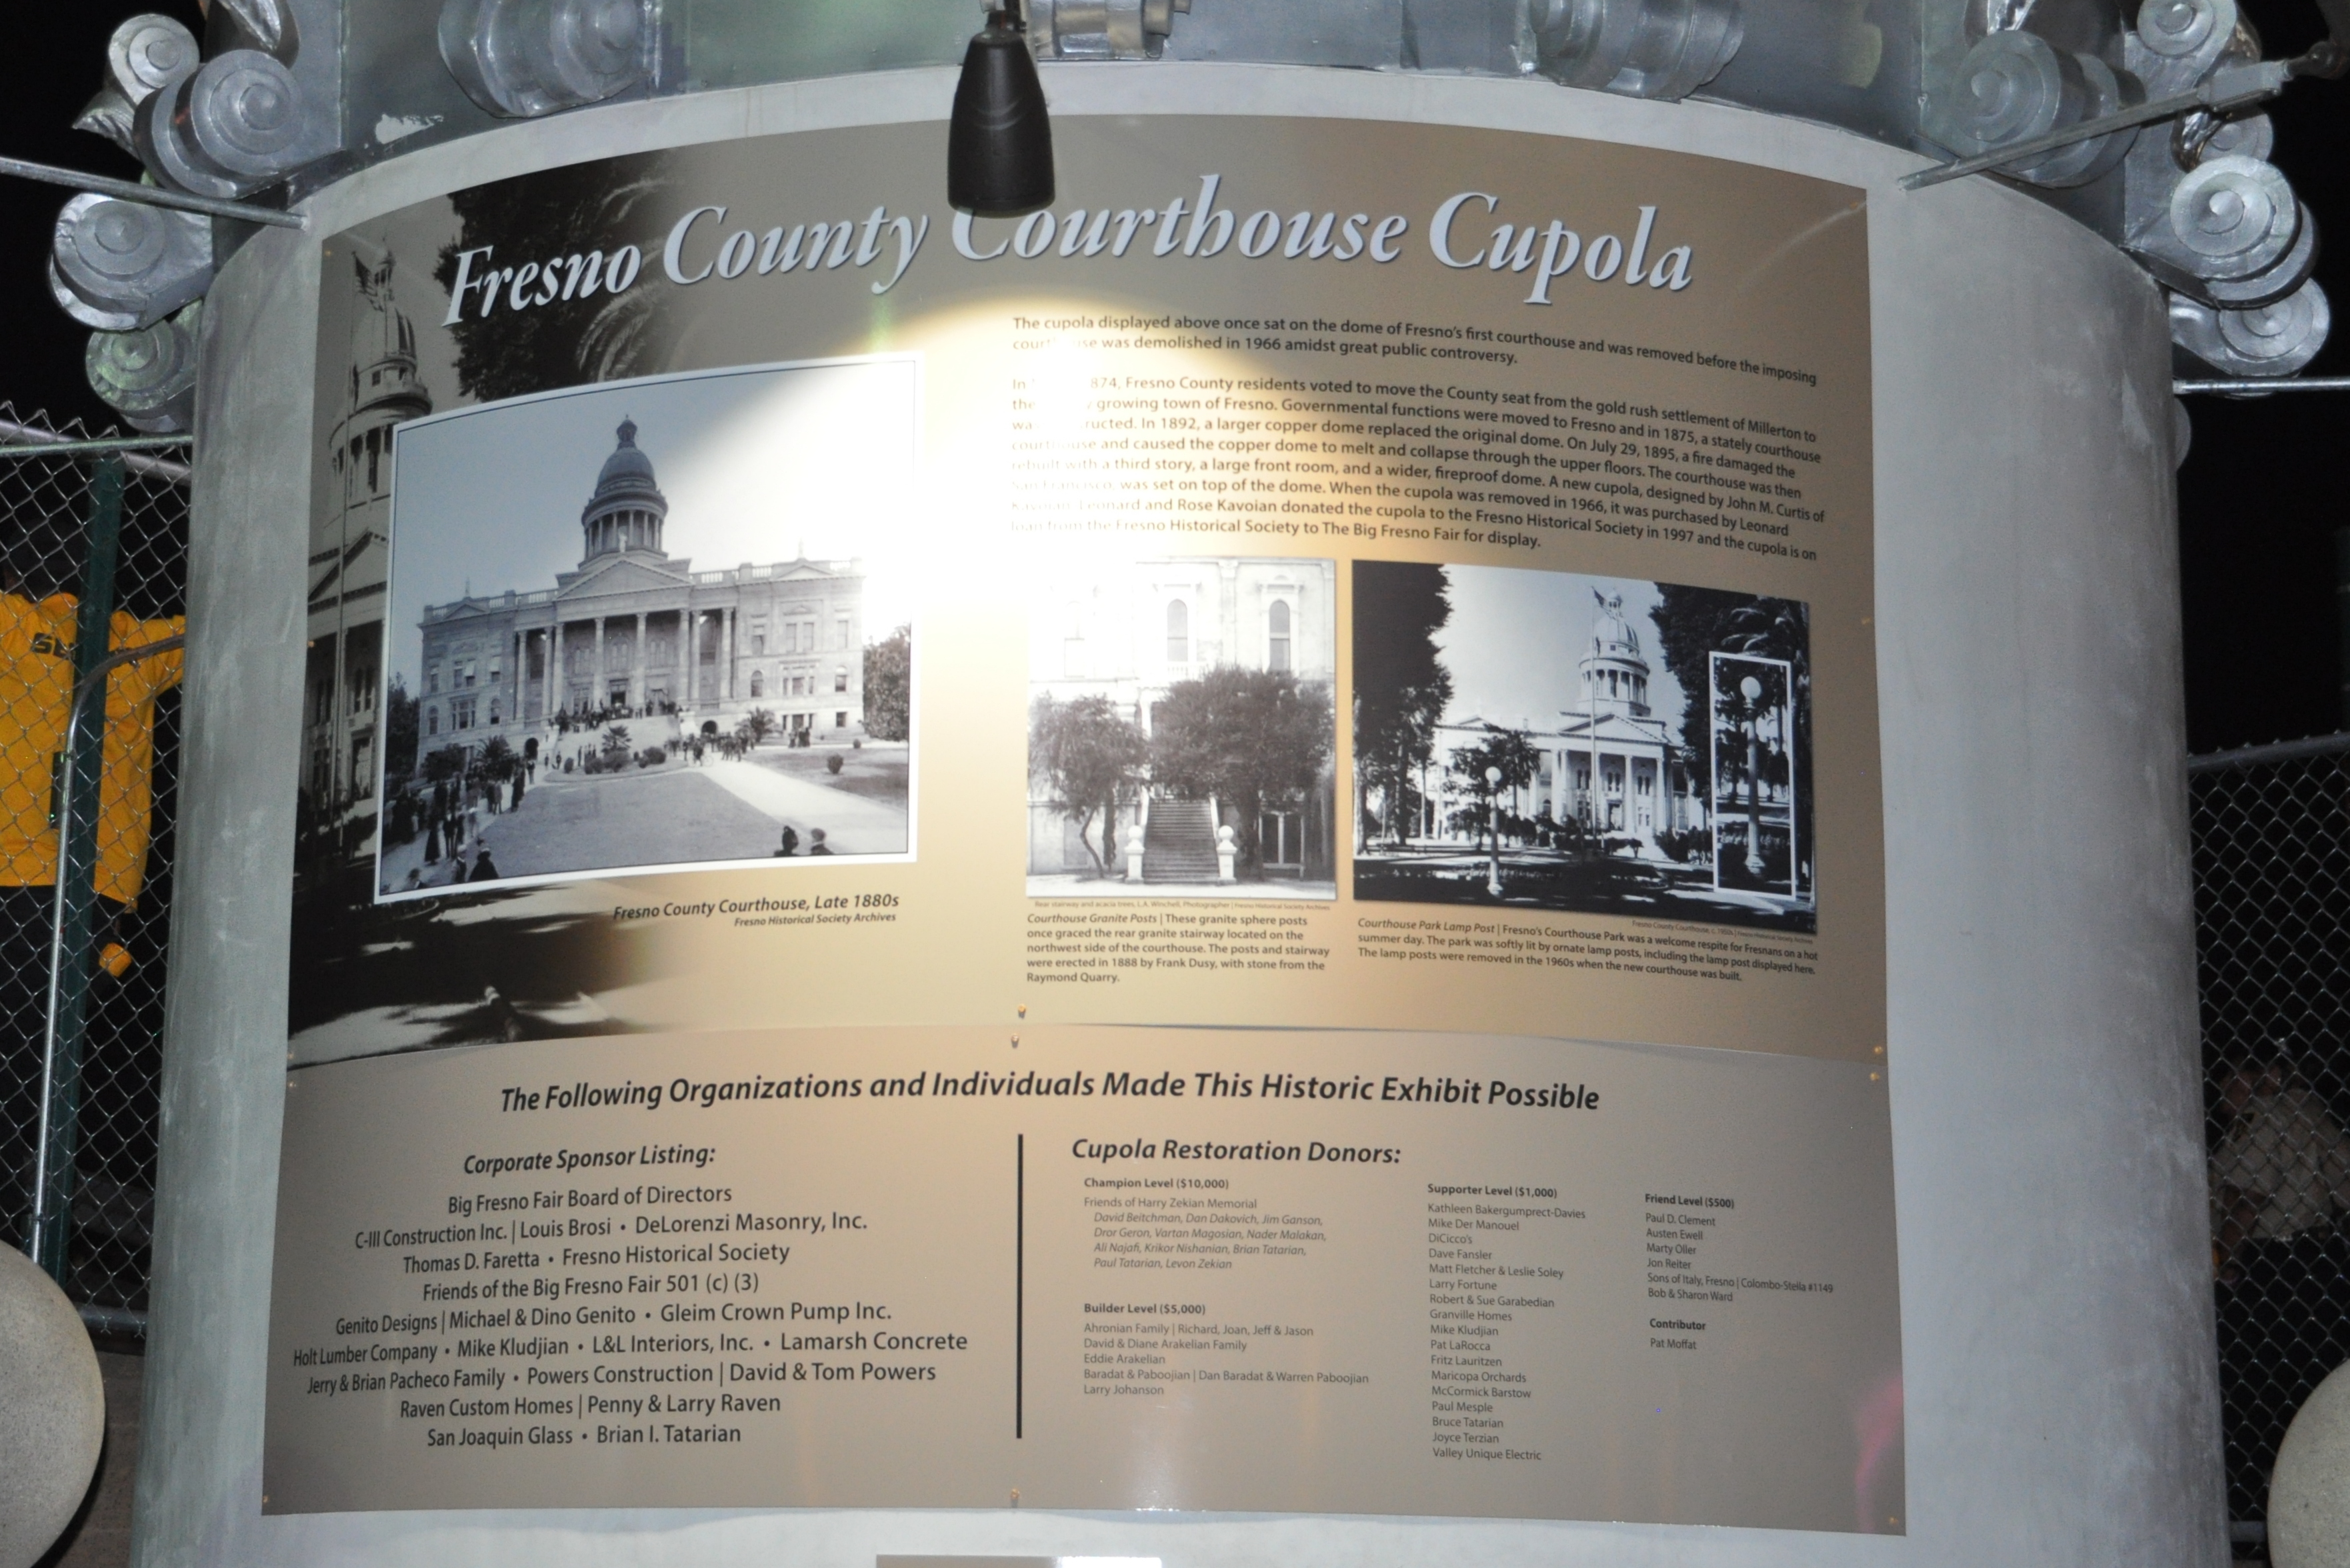 Fresno County Courthouse Cupola
The cupola displayed above once sat on the dome of Fresno's first courthouse and was removed before the imposing
courthouse was demolished in 1966 amidst great public controversy.
In 874, Fresno County residents voted to move the County seat from the gold rush settlement of Millerton to
the growing town of Fresno. Governmental functions were moved to Fresno and in 1875, a stately courthouse
was In 1892, a larger copper dome replaced the original dome. On July 29, 1895, a fire damaged the
courthouse and caused the copper dome to melt and collapse through the upper floors. The courthouse was then
rebuilt with a third story, a large front room, and a wider, fireproof dome. A new cupola, designed by John M. Curtis of
San Francisco, was set on top of the dome. When the cupola was removed in 1966, it was purchased by Leonard
Kavoian. Leonard and Rose Kavoian donated the cupola to the Fresno Historical Society in 1997 and the cupola is on
loan from the Fresno Historical Society to The Big Fresno Fair for display.
Fresno County Courthouse, Late 1880s
Fresno Historical Society Archives
Rear stairway and acacia trees, L.A. Winchell, Photographer | Fresno Historical Society Archives
Courthouse Granite Posts | These granite sphere posts
once graced the rear granite stairway located on the
northwest side of the courthouse. The posts and stairway
were erected in 1888 by Frank Dusy, with stone from the
Raymond Quarry.
Fresno County Courthouse, | Fresno Historical Society Archives
Courthouse Park Lamp Post | Fresno's Courthouse Park was a welcome respite for Fresnans on a hot
summer day. The park was softly lit by ornate lamp posts, including the lamp post displayed here.
The lamp posts were removed in the 1960s when the new courthouse was built.
The Following Organizations and Individuals Made This Historic Exhibit Possible
Corporate Sponsor Listing:
Big Fresno Fair Board of Directors
C-III Construction Inc. | Louis Brosi • DeLorenzi Masonry, Inc.
Thomas D. Faretta • Fresno Historical Society
Friends of the Big Fresno Fair 501 (c) (3)
Genito Designs | Michael & Dino Genito • Gleim Crown Pump Inc.
Holt Lumber Company • Mike Kludjian • L&L Interiors, Inc. • Lamarsh Concrete
Jerry & Brian Pacheco Family • Powers Construction | David & Tom Powers
Raven Custom Homes | Penny & Larry Raven
San Joaquin Glass • Brian I. Tatarian
Cupola Restoration Donors:
Champion Level ($10,000)
Friends of Harry Zekian Memorial
David Beitchman, Dan Dakovich, Jim Ganson,
Dror Geron, Vartan Magosian, Nader Malakan,
Ali Najafi, Krikor Nishanian, Brian Tatarian,
Paul Tatarian, Levon Zekian
Builder Level ($5,000)
Ahronian Family | Richard, Joan, Jeff & Jason
David & Diane Arakelian Family
Eddie Arakelian
Baradat & Paboojian | Dan Baradat & Warren Paboojian
Larry Johanson
Supporter Level ($1,000)
Kathleen Bakergumprect-Davies
Mike Der Manouel
DiCicco's
Dave Fansler
Matt Fletcher & Leslie Soley
Larry Fortune
Robert & Sue Garabedian
Granville Homes
Mike Kludjian
Pat LaRocca
Fritz Lauritzen
Maricopa Orchards
McCormick Barstow
Paul Mesple
Bruce Tatarian
Joyce Terzian
Valley Unique Electric
Friend Level ($500)
Paul D. Clement
Austen Ewell
Marty Oller
Jon Reiter
Sons of Italy, Fresno | Colombo-Stella #1149
Bob & Sharon Ward
Contributor
Pat Moffat